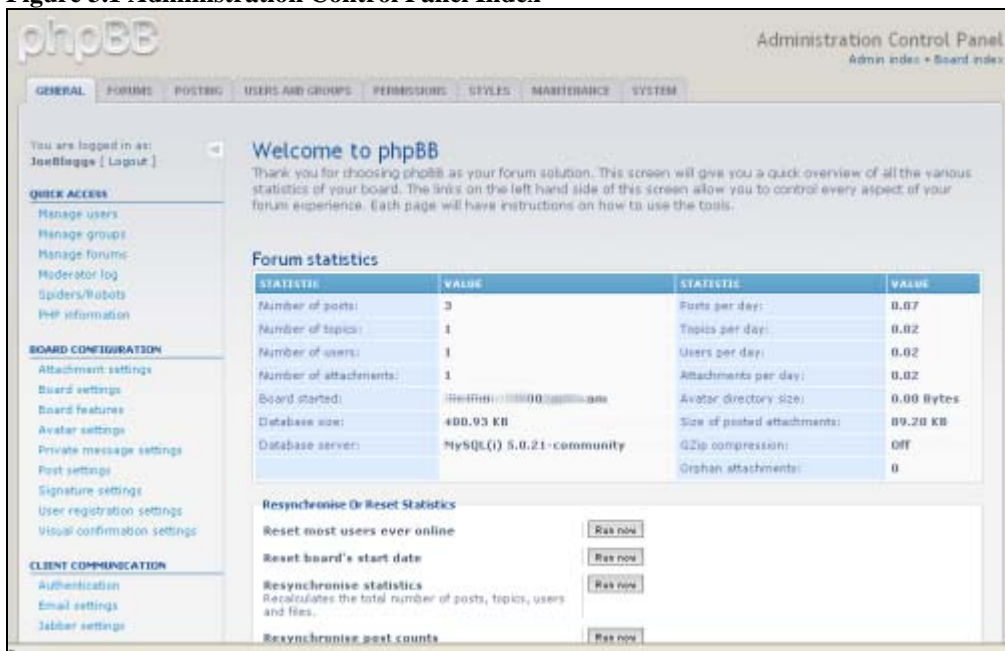 Figure 3.1 Administration Control Panel Index
phpBB
Administration Control Panel
Admin index • Board index
GENERAL FORUMS POSTING USERS AND GROUPS PERMISSIONS STYLES MAINTENANCE SYSTEM
You are logged in as:
JoeBloggs [ Logout ]
QUICK ACCESS
Manage users
Manage groups
Manage forums
Moderator log
Spiders/Robots
PHP information
BOARD CONFIGURATION
Attachment settings
Board settings
Board features
Avatar settings
Private message settings
Post settings
Signature settings
User registration settings
Visual confirmation settings
CLIENT COMMUNICATION
Authentication
Email settings
Jabber settings
Welcome to phpBB
Thank you for choosing phpBB as your forum solution. This screen will give you a quick overview of all the various
statistics of your board. The links on the left hand side of this screen allow you to control every aspect of your
forum experience. Each page will have instructions on how to use the tools.
Forum statistics
STATISTIC VALUE STATISTIC VALUE
Number of posts: 3 Posts per day: 0.07
Number of topics: 1 Topics per day: 0.02
Number of users: 1 Users per day: 0.02
Number of attachments: 1 Attachments per day: 0.02
Board started: am Avatar directory size: 0.00 Bytes
Database size: 400.93 KB Size of posted attachments: 89.20 KB
Database server: MySQL(i) 5.0.21-community GZip compression: Off
Orphan attachments: 0
Resynchronise Or Reset Statistics
Reset most users ever online Run now
Reset board's start date Run now
Resynchronise statistics Run now
Recalculates the total number of posts, topics, users
and files.
Resynchronise post counts Run now